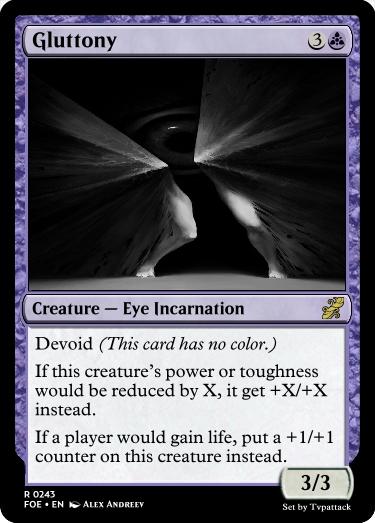 Gluttony 3
Creature — Eye Incarnation
Devoid (This card has no color.)
If this creature's power or toughness
would be reduced by X, it get +X/+X
instead.
If a player would gain life, put a +1/+1
counter on this creature instead.
3/3
R 0243
FOE • EN Alex Andreev
Set by Tvpattack